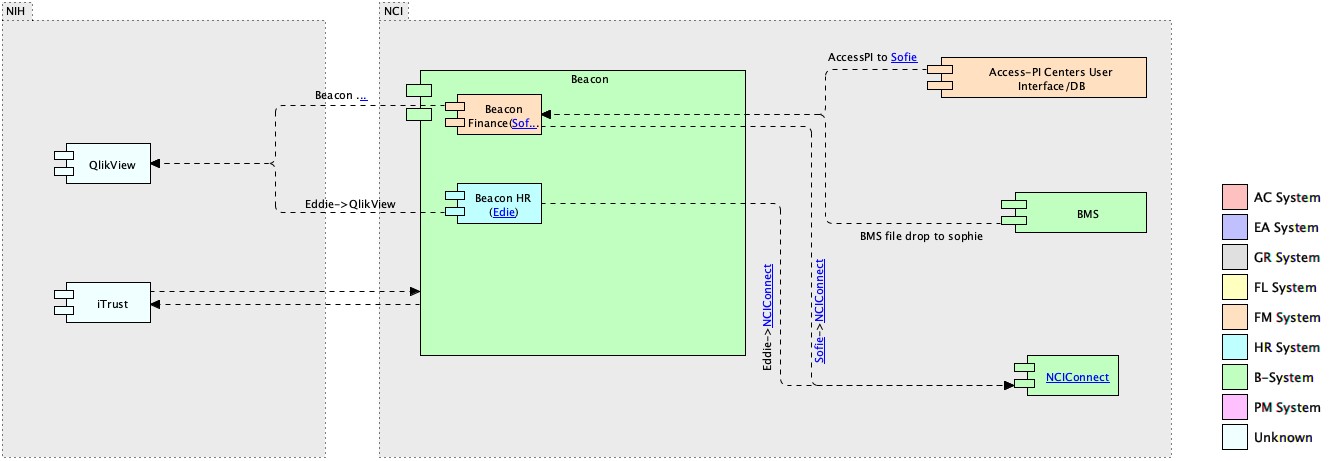 NIH
NCI
Beacon
AccessPI to Sofie
Access-PI Centers User
Interface/DB
Beacon ...
Beacon
Finance(Sof...
QlikView
Beacon HR
(Edie)
Eddie->QlikView
BMS
BMS file drop to sophie
iTrust
Eddie->NCIConnect
Sofie->NCIConnect
NCIConnect
AC System
EA System
GR System
FL System
FM System
HR System
B-System
PM System
Unknown